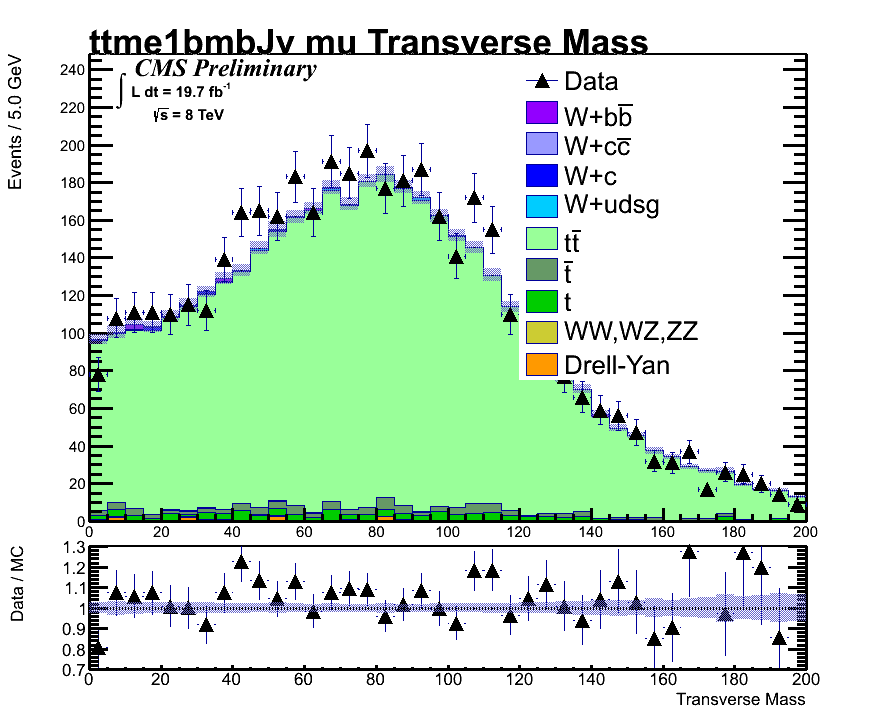 ttme1bmbJv mu Transverse Mass
Events / 5.0 GeV
240
220
200
180
160
140
120
100
80
60
40
20
0
CMS Preliminary
∫ L dt = 19.7 fb⁻¹
√s = 8 TeV
Data
W+bb̅
W+cc̅
W+c
W+udsg
tt̅
t̅
t
WW,WZ,ZZ
Drell-Yan
0 20 40 60 80 100 120 140 160 180 200
Data / MC
1.3
1.2
1.1
1
0.9
0.8
0.7
0 20 40 60 80 100 120 140 160 180 200
Transverse Mass